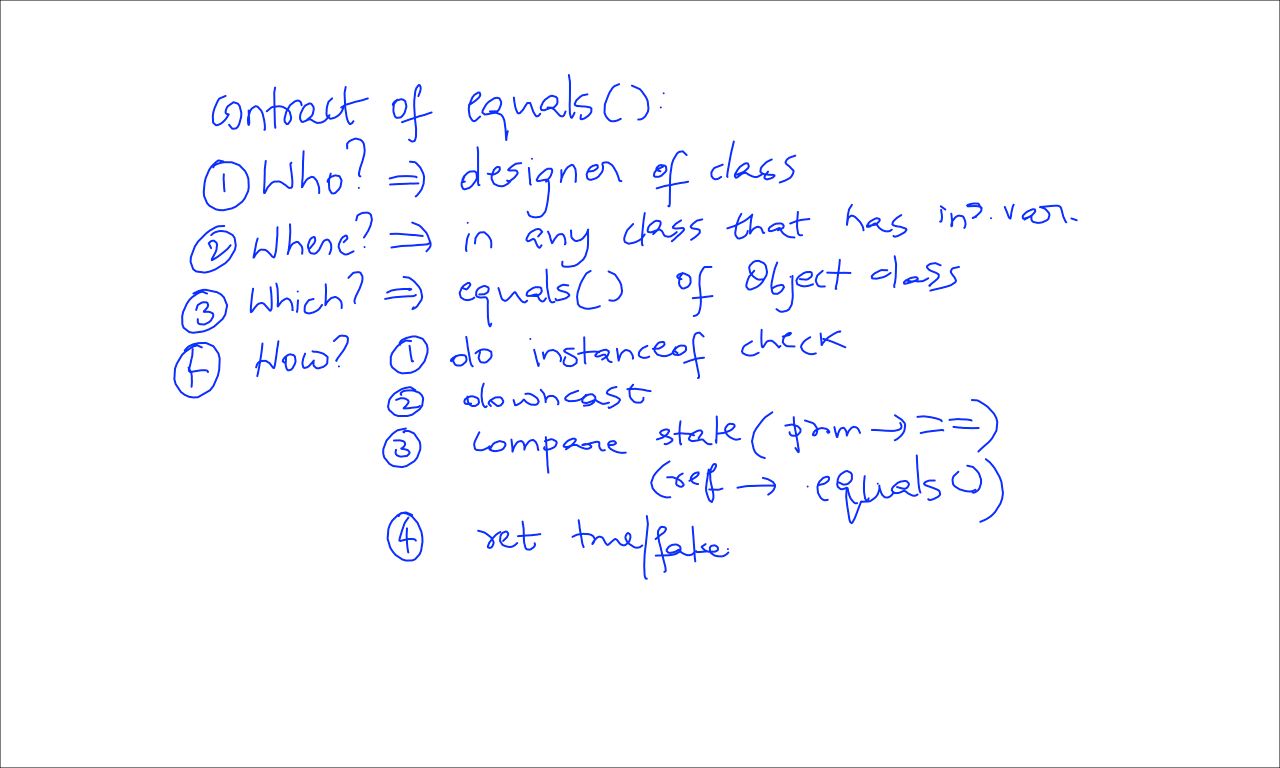 contract of equals():
① Who? ⇒ designer of class
② Where? ⇒ in any class that has ins. var.
③ Which? ⇒ equals() of Object class
④ How? ① do instanceof check
② downcast
③ compare state (prim → ==)
(ref → equals())
④ ret true/false